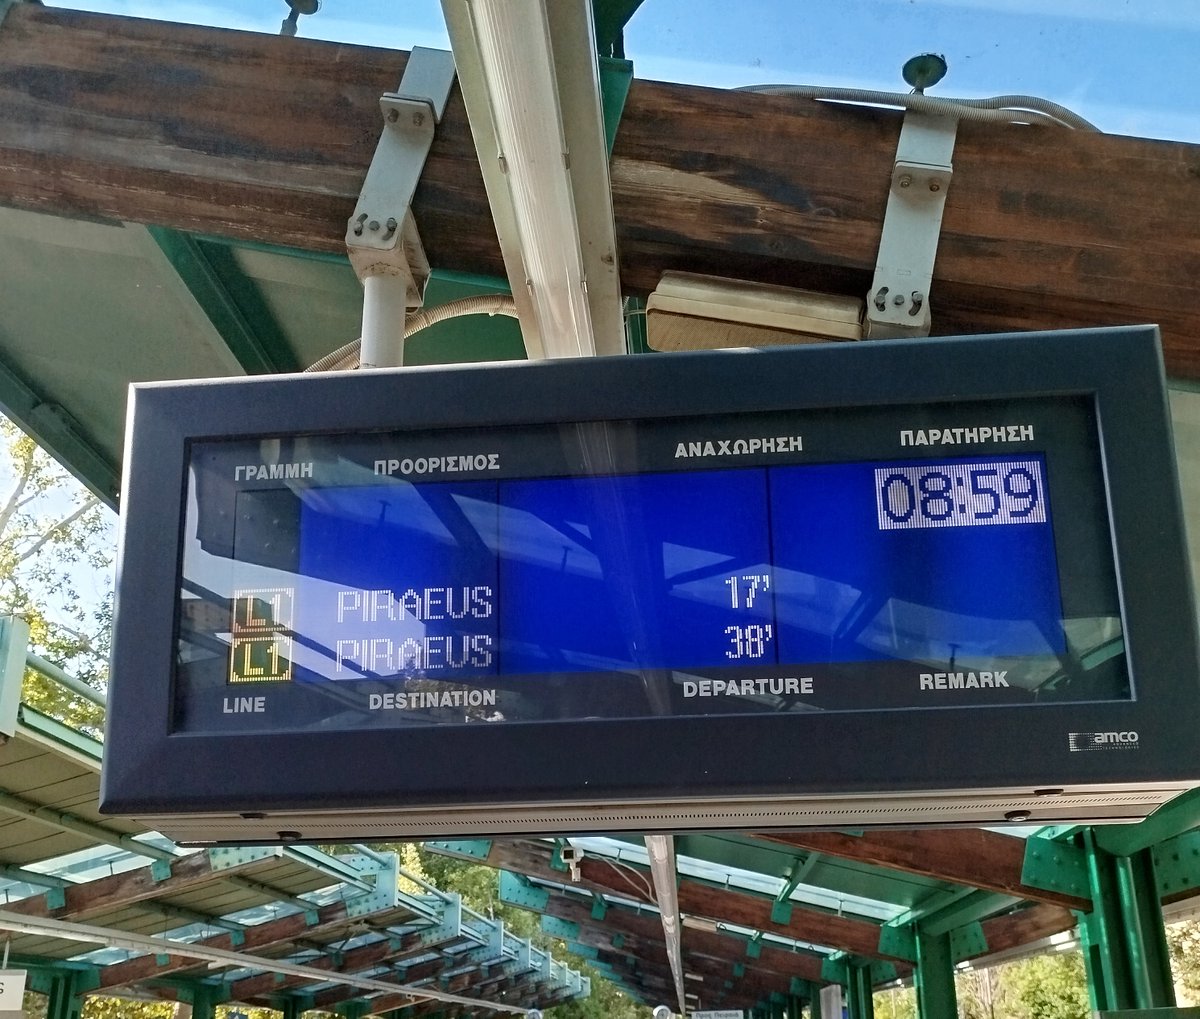 ΓΡΑΜΜΗ ΠΡΟΟΡΙΣΜΟΣ ΑΝΑΧΩΡΗΣΗ ΠΑΡΑΤΗΡΗΣΗ
08:59
L1 PIRAEUS 17'
L1 PIRAEUS 38'
LINE DESTINATION DEPARTURE REMARK
amco